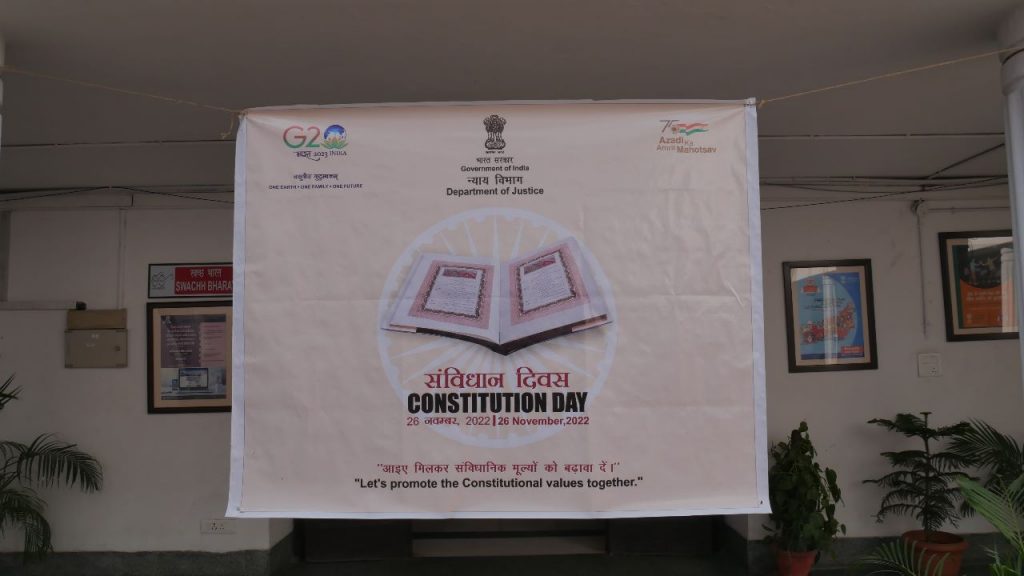 G20
भारत 2023 INDIA
वसुधैव कुटुम्बकम्
ONE EARTH • ONE FAMILY • ONE FUTURE
भारत सरकार
Government of India
न्याय विभाग
Department of Justice
75
Azadi Ka
Amrit Mahotsav
संविधान दिवस
CONSTITUTION DAY
26 नवम्बर, 2022 | 26 November,2022
"आइए मिलकर संविधानिक मूल्यों को बढ़ावा दें।"
"Let's promote the Constitutional values together."
स्वच्छ भारत
SWACHH BHARA